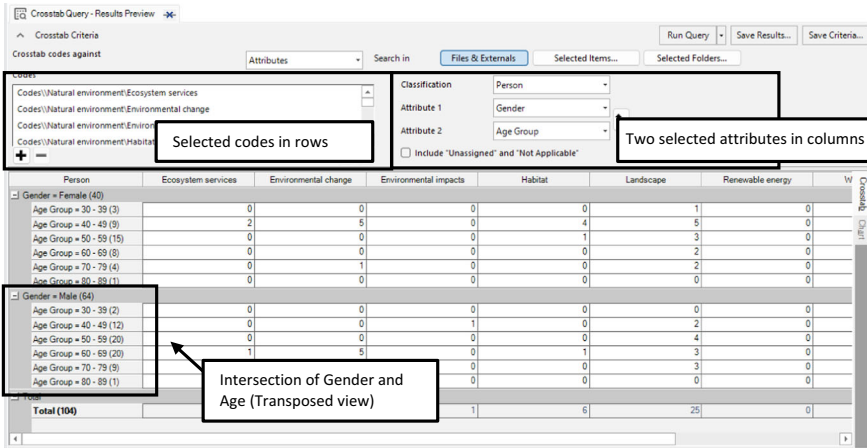 Crosstab Query - Results Preview
Crosstab Criteria
Run Query
Save Results...
Save Criteria...
Crosstab codes against
Attributes
Search in
Files & Externals
Selected Items...
Selected Folders...
Codes
Codes\\Natural environment\Ecosystem services
Codes\\Natural environment\Environmental change
Codes\\Natural environment\Environ
Codes\\Natural environment\Habitat
Selected codes in rows
Classification Person
Attribute 1 Gender
Attribute 2 Age Group
Include "Unassigned" and "Not Applicable"
Two selected attributes in columns
Person Ecosystem services Environmental change Environmental impacts Habitat Landscape Renewable energy W
Gender = Female (40)
Age Group = 30 - 39 (3) 0 0 0 0 1 0
Age Group = 40 - 49 (9) 2 5 0 4 5 0
Age Group = 50 - 59 (15) 0 0 0 1 3 0
Age Group = 60 - 69 (8) 0 0 0 0 2 0
Age Group = 70 - 79 (4) 0 1 0 0 2 0
Age Group = 80 - 89 (1) 0 0 0 0 0 0
Gender = Male (64)
Age Group = 30 - 39 (2) 0 0 0 0 0 0
Age Group = 40 - 49 (12) 0 0 1 0 2 0
Age Group = 50 - 59 (20) 0 0 0 0 4 0
Age Group = 60 - 69 (20) 1 5 0 1 3 0
Age Group = 70 - 79 (9) 0 0 3 0
Age Group = 80 - 89 (1) 0 0 0 0
Intersection of Gender and
Age (Transposed view)
Total
Total (104) 1 6 25 0
Crosstab
Chart